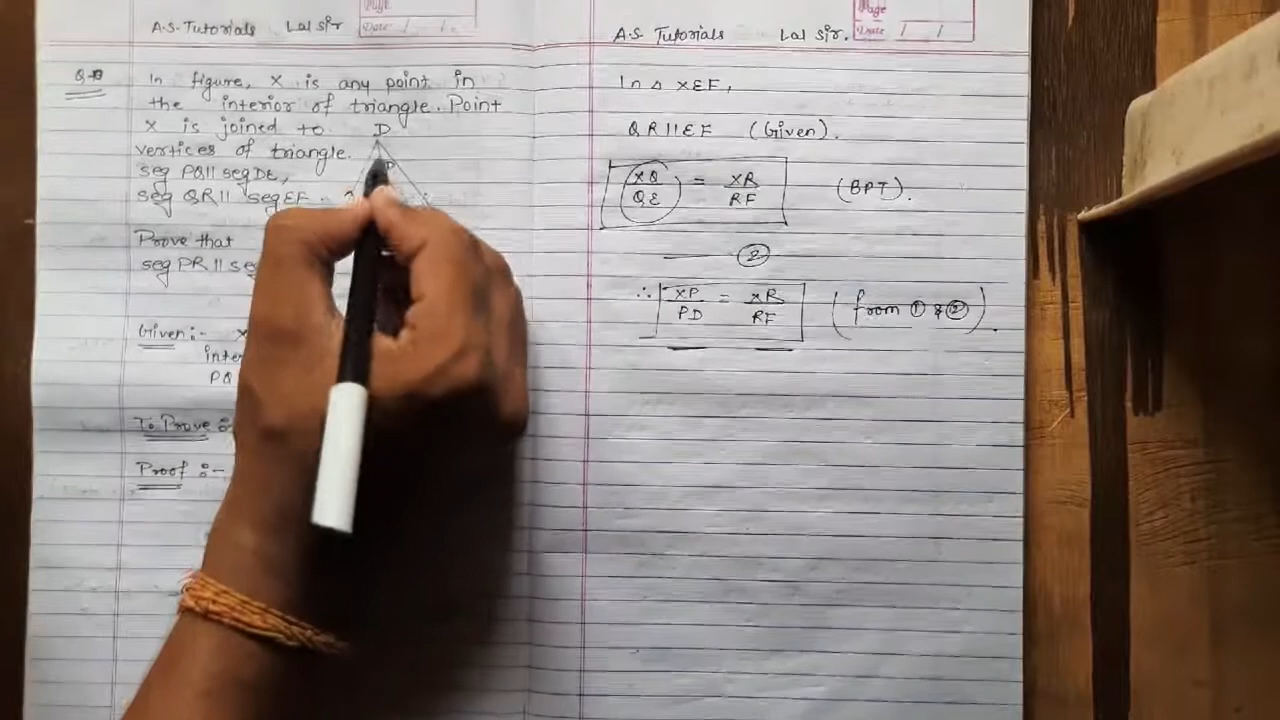 Page
A.S. Tutorials Lal Sir Date / / .
In figure, X is any point in
the interior of triangle. Point
X is joined to D
vertices of triangle.
P
seg PQ || seg DE,
seg QR || seg EF.
Prove that
seg PR || se
Given :- X
inte
PQ
To Prove :-
Proof :-
Page
A.S Tutorials Lal Sir. Date / /
In △ XEF,
QR || EF (Given).
XQ/QE = XR/RF (BPT).
②
∴ XP/PD = XR/RF (from ① & ②).